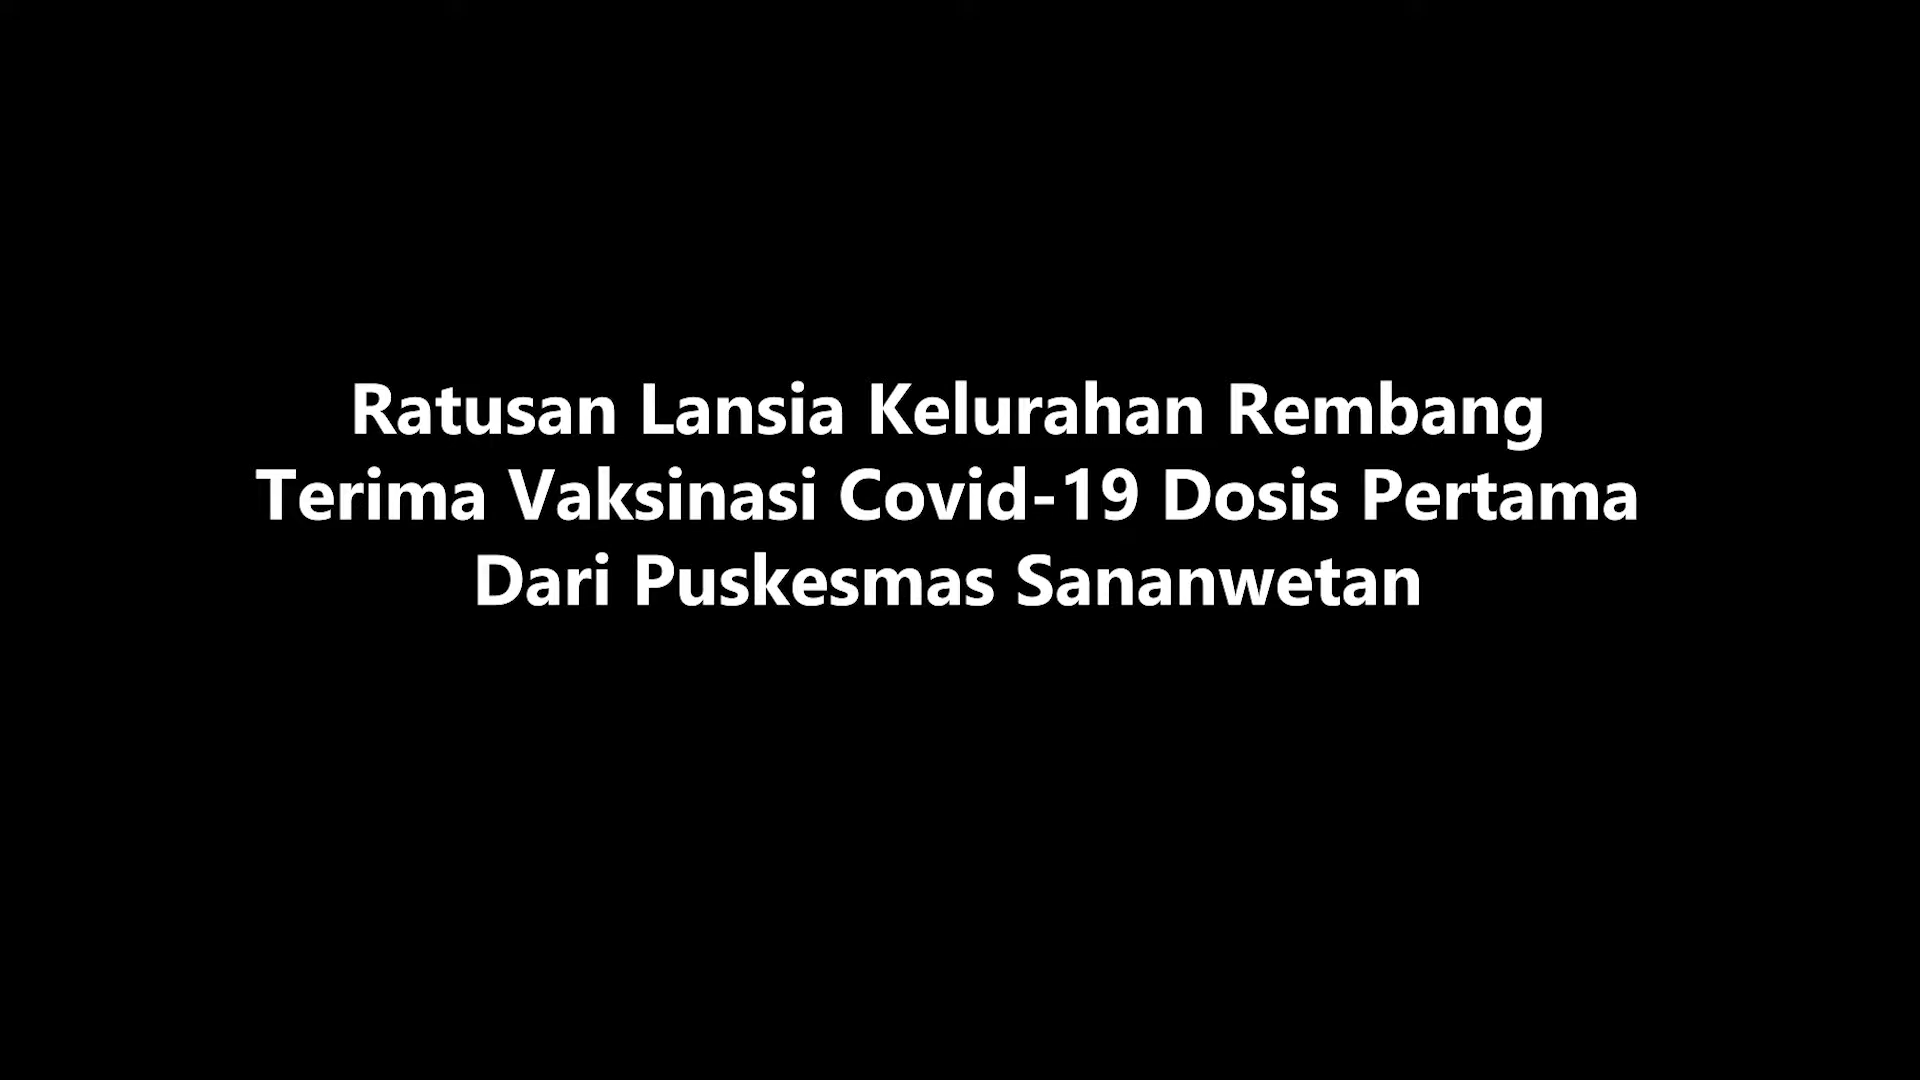 Ratusan Lansia Kelurahan Rembang
Terima Vaksinasi Covid-19 Dosis Pertama
Dari Puskesmas Sananwetan